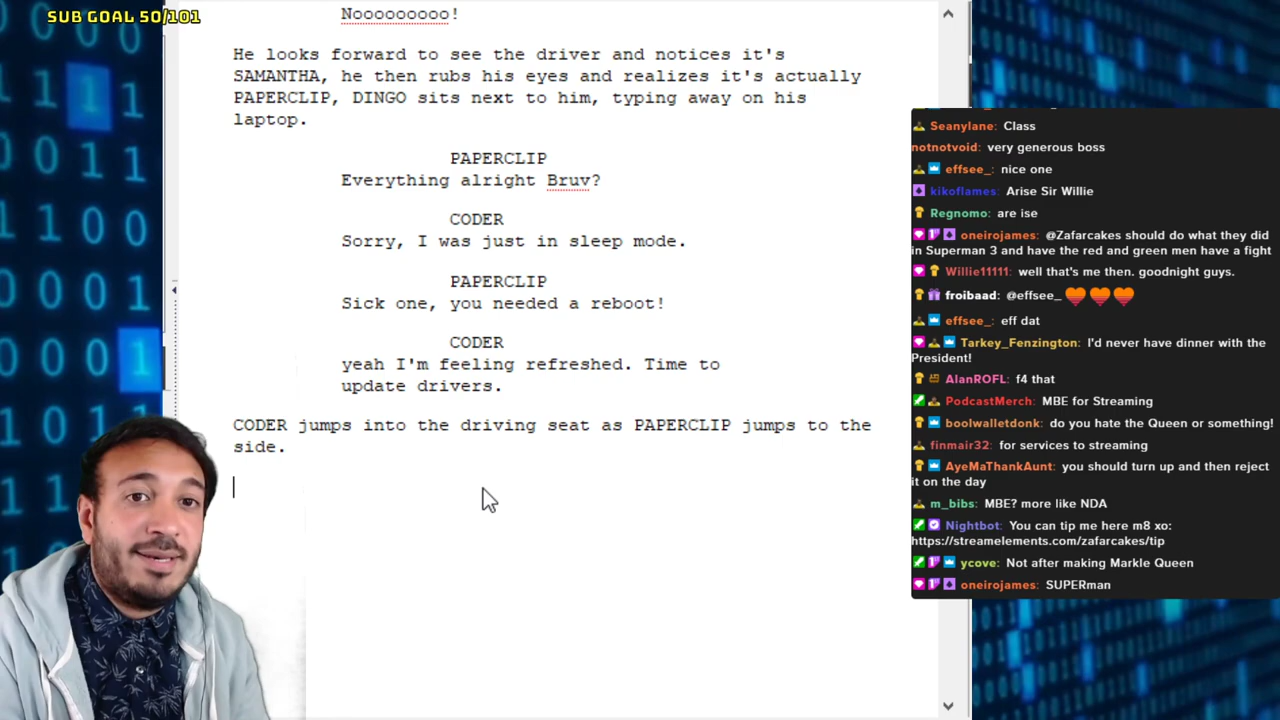 SUB GOAL 50/101
Nooooooooo!
He looks forward to see the driver and notices it's
SAMANTHA, he then rubs his eyes and realizes it's actually
PAPERCLIP, DINGO sits next to him, typing away on his
laptop.
PAPERCLIP
Everything alright Bruv?
CODER
Sorry, I was just in sleep mode.
PAPERCLIP
Sick one, you needed a reboot!
CODER
yeah I'm feeling refreshed. Time to
update drivers.
CODER jumps into the driving seat as PAPERCLIP jumps to the
side.
Seanylane: Class
notnotvoid: very generous boss
effsee_: nice one
kikoflames: Arise Sir Willie
Regnomo: are ise
oneirojames: @Zafarcakes should do what they did
in Superman 3 and have the red and green men have a fight
Willie11111: well that's me then. goodnight guys.
froibaad: @effsee_
effsee_: eff dat
Tarkey_Fenzington: I'd never have dinner with the
President!
AlanROFL: f4 that
PodcastMerch: MBE for Streaming
boolwalletdonk: do you hate the Queen or something!
finmair32: for services to streaming
AyeMaThankAunt: you should turn up and then reject
it on the day
m_bibs: MBE? more like NDA
Nightbot: You can tip me here m8 xo:
https://streamelements.com/zafarcakes/tip
ycove: Not after making Markle Queen
oneirojames: SUPERman